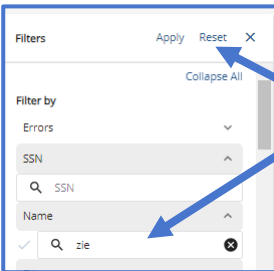 Filters Apply Reset X
Collapse All
Filter by
Errors
SSN
SSN
Name
zie